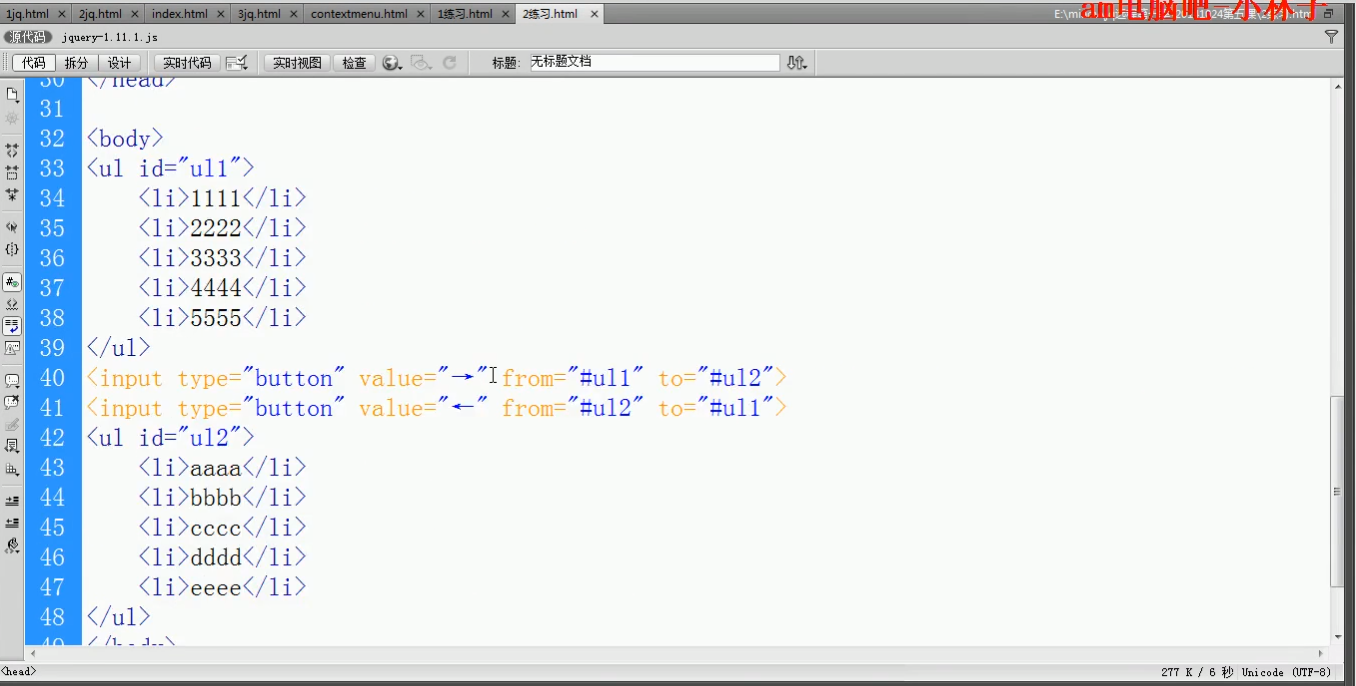 1jq.html × 2jq.html × index.html × 3jq.html × contextmenu.html × 1练习.html × 2练习.html ×
am电脑吧-小林子
源代码 jquery-1.11.1.js
代码 拆分 设计 实时代码 实时视图 检查 标题: 无标题文档
30 </head>
31
32 <body>
33 <ul id="ul1">
34 <li>1111</li>
35 <li>2222</li>
36 <li>3333</li>
37 <li>4444</li>
38 <li>5555</li>
39 </ul>
40 <input type="button" value="→" from="#ul1" to="#ul2">
41 <input type="button" value="←" from="#ul2" to="#ul1">
42 <ul id="ul2">
43 <li>aaaa</li>
44 <li>bbbb</li>
45 <li>cccc</li>
46 <li>dddd</li>
47 <li>eeee</li>
48 </ul>
49 </body>
<head> 277 K / 6 秒 Unicode (UTF-8)